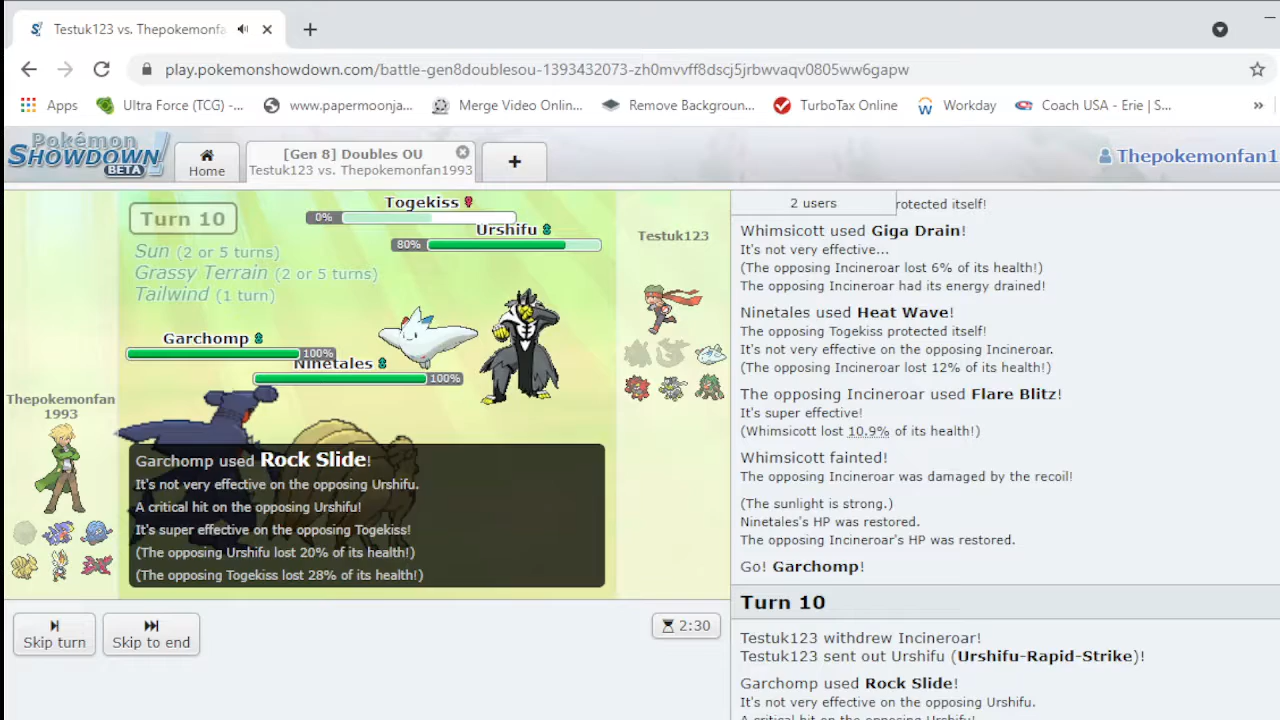 Testuk123 vs. Thepokemonfa
play.pokemonshowdown.com/battle-gen8doublesou-1393432073-zh0mvvff8dscj5jrbwvaqv0805ww6gapw
Apps
Ultra Force (TCG) -...
www.papermoonja...
Merge Video Onlin...
Remove Backgroun...
TurboTax Online
Workday
Coach USA - Erie | S...
»
Pokémon
SHOWDOWN!
BETA
Home
[Gen 8] Doubles OU
Testuk123 vs. Thepokemonfan1993
Thepokemonfan1
Turn 10
Sun (2 or 5 turns)
Grassy Terrain (2 or 5 turns)
Tailwind (1 turn)
Togekiss
0%
Urshifu
80%
Garchomp
100%
Ninetales
100%
Testuk123
Thepokemonfan
1993
Garchomp used Rock Slide!
It's not very effective on the opposing Urshifu.
A critical hit on the opposing Urshifu!
It's super effective on the opposing Togekiss!
(The opposing Urshifu lost 20% of its health!)
(The opposing Togekiss lost 28% of its health!)
Skip turn
Skip to end
2:30
2 users
rotected itself!
Whimsicott used Giga Drain!
It's not very effective...
(The opposing Incineroar lost 6% of its health!)
The opposing Incineroar had its energy drained!
Ninetales used Heat Wave!
The opposing Togekiss protected itself!
It's not very effective on the opposing Incineroar.
(The opposing Incineroar lost 12% of its health!)
The opposing Incineroar used Flare Blitz!
It's super effective!
(Whimsicott lost 10.9% of its health!)
Whimsicott fainted!
The opposing Incineroar was damaged by the recoil!
(The sunlight is strong.)
Ninetales's HP was restored.
The opposing Incineroar's HP was restored.
Go! Garchomp!
Turn 10
Testuk123 withdrew Incineroar!
Testuk123 sent out Urshifu (Urshifu-Rapid-Strike)!
Garchomp used Rock Slide!
It's not very effective on the opposing Urshifu.
A critical hit on the opposing Urshifu!